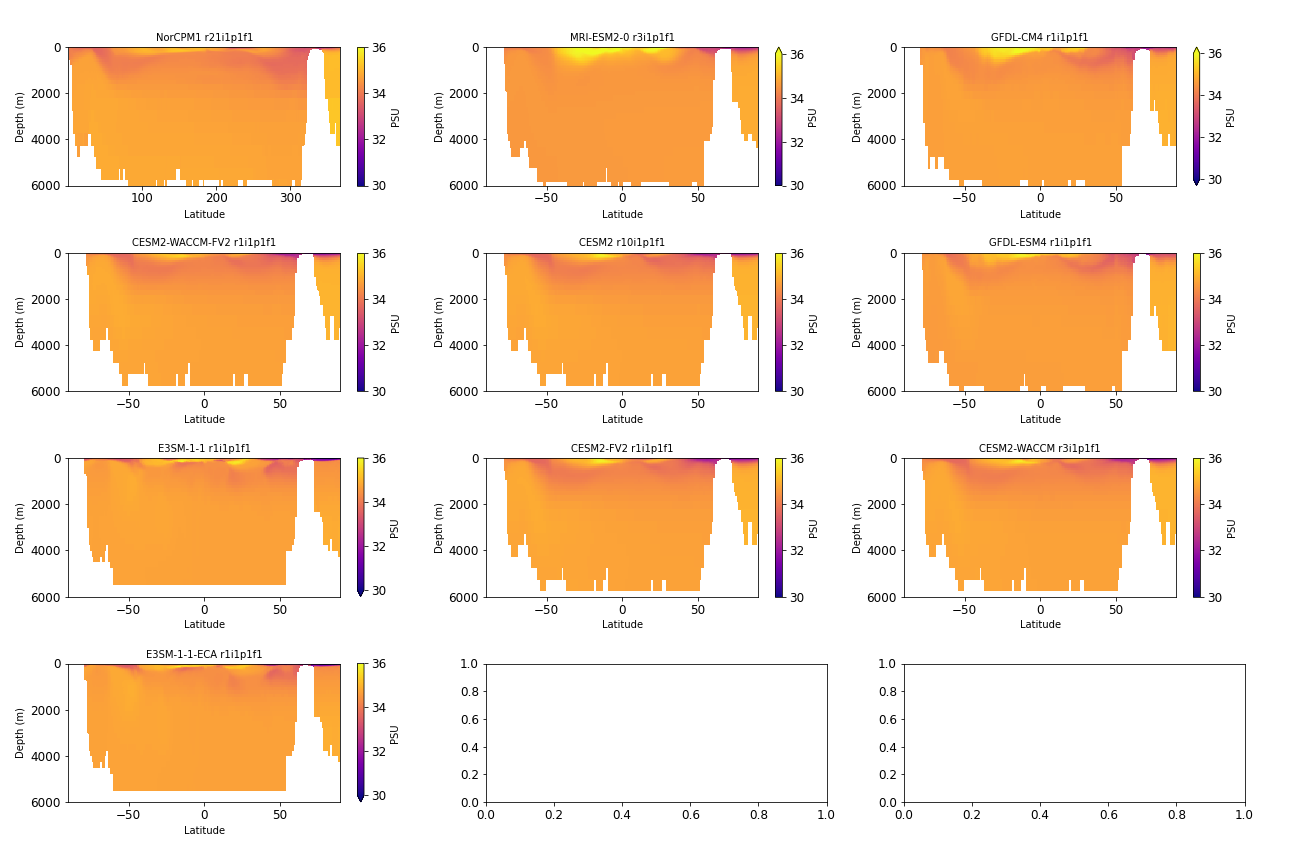 NorCPM1 r21i1p1f1
0
2000
4000
6000
Depth (m)
100 200 300
Latitude
36
34
32
30
PSU
MRI-ESM2-0 r3i1p1f1
0
2000
4000
6000
Depth (m)
−50 0 50
Latitude
36
34
32
30
PSU
GFDL-CM4 r1i1p1f1
0
2000
4000
6000
Depth (m)
−50 0 50
Latitude
36
34
32
30
PSU
CESM2-WACCM-FV2 r1i1p1f1
0
2000
4000
6000
Depth (m)
−50 0 50
Latitude
36
34
32
30
PSU
CESM2 r10i1p1f1
0
2000
4000
6000
Depth (m)
−50 0 50
Latitude
36
34
32
30
PSU
GFDL-ESM4 r1i1p1f1
0
2000
4000
6000
Depth (m)
−50 0 50
Latitude
36
34
32
30
PSU
E3SM-1-1 r1i1p1f1
0
2000
4000
6000
Depth (m)
−50 0 50
Latitude
36
34
32
30
PSU
CESM2-FV2 r1i1p1f1
0
2000
4000
6000
Depth (m)
−50 0 50
Latitude
36
34
32
30
PSU
CESM2-WACCM r3i1p1f1
0
2000
4000
6000
Depth (m)
−50 0 50
Latitude
36
34
32
30
PSU
E3SM-1-1-ECA r1i1p1f1
0
2000
4000
6000
Depth (m)
−50 0 50
Latitude
36
34
32
30
PSU
1.0
0.8
0.6
0.4
0.2
0.0
0.0 0.2 0.4 0.6 0.8 1.0
1.0
0.8
0.6
0.4
0.2
0.0
0.0 0.2 0.4 0.6 0.8 1.0